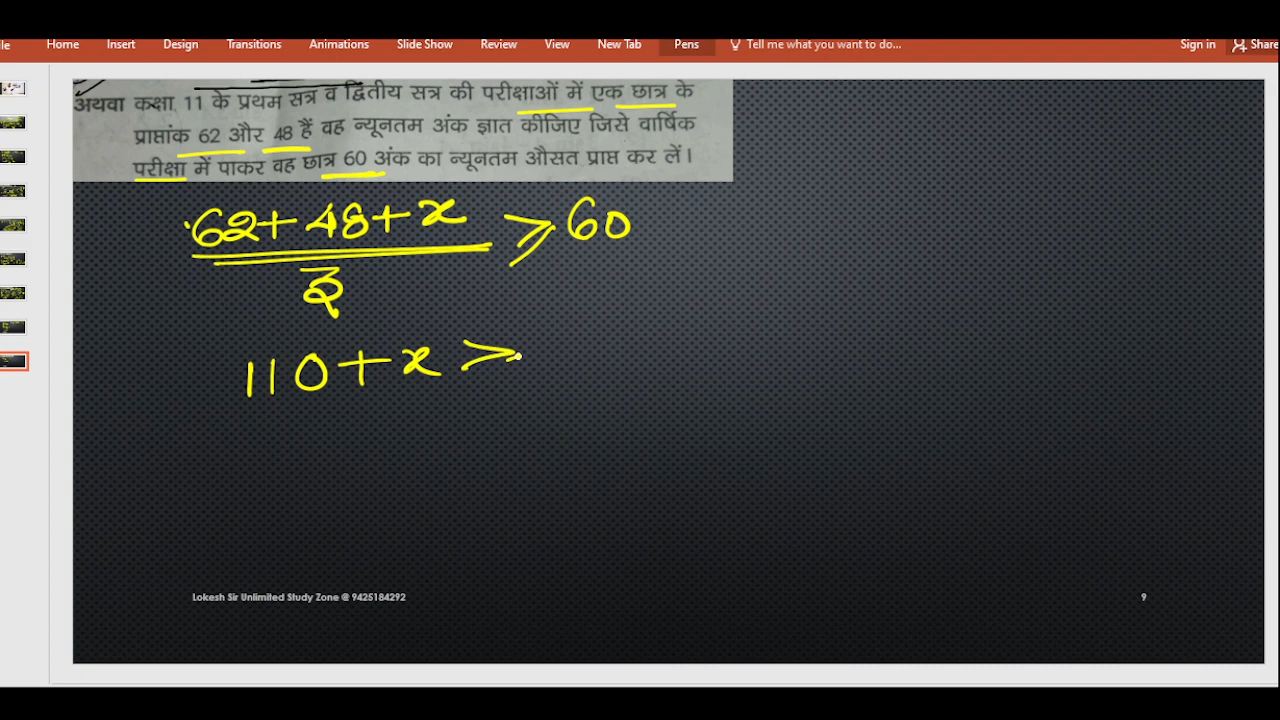 le Home Insert Design Transitions Animations Slide Show Review View New Tab Pens Tell me what you want to do... Sign in Share
अथवा कक्षा 11 के प्रथम सत्र व द्वितीय सत्र की परीक्षाओं में एक छात्र के
प्राप्तांक 62 और 48 हैं वह न्यूनतम अंक ज्ञात कीजिए जिसे वार्षिक
परीक्षा में पाकर वह छात्र 60 अंक का न्यूनतम औसत प्राप्त कर लें।
62+48+x ⩾ 60
3
110+x >
Lokesh Sir Unlimited Study Zone @ 9425184292 9